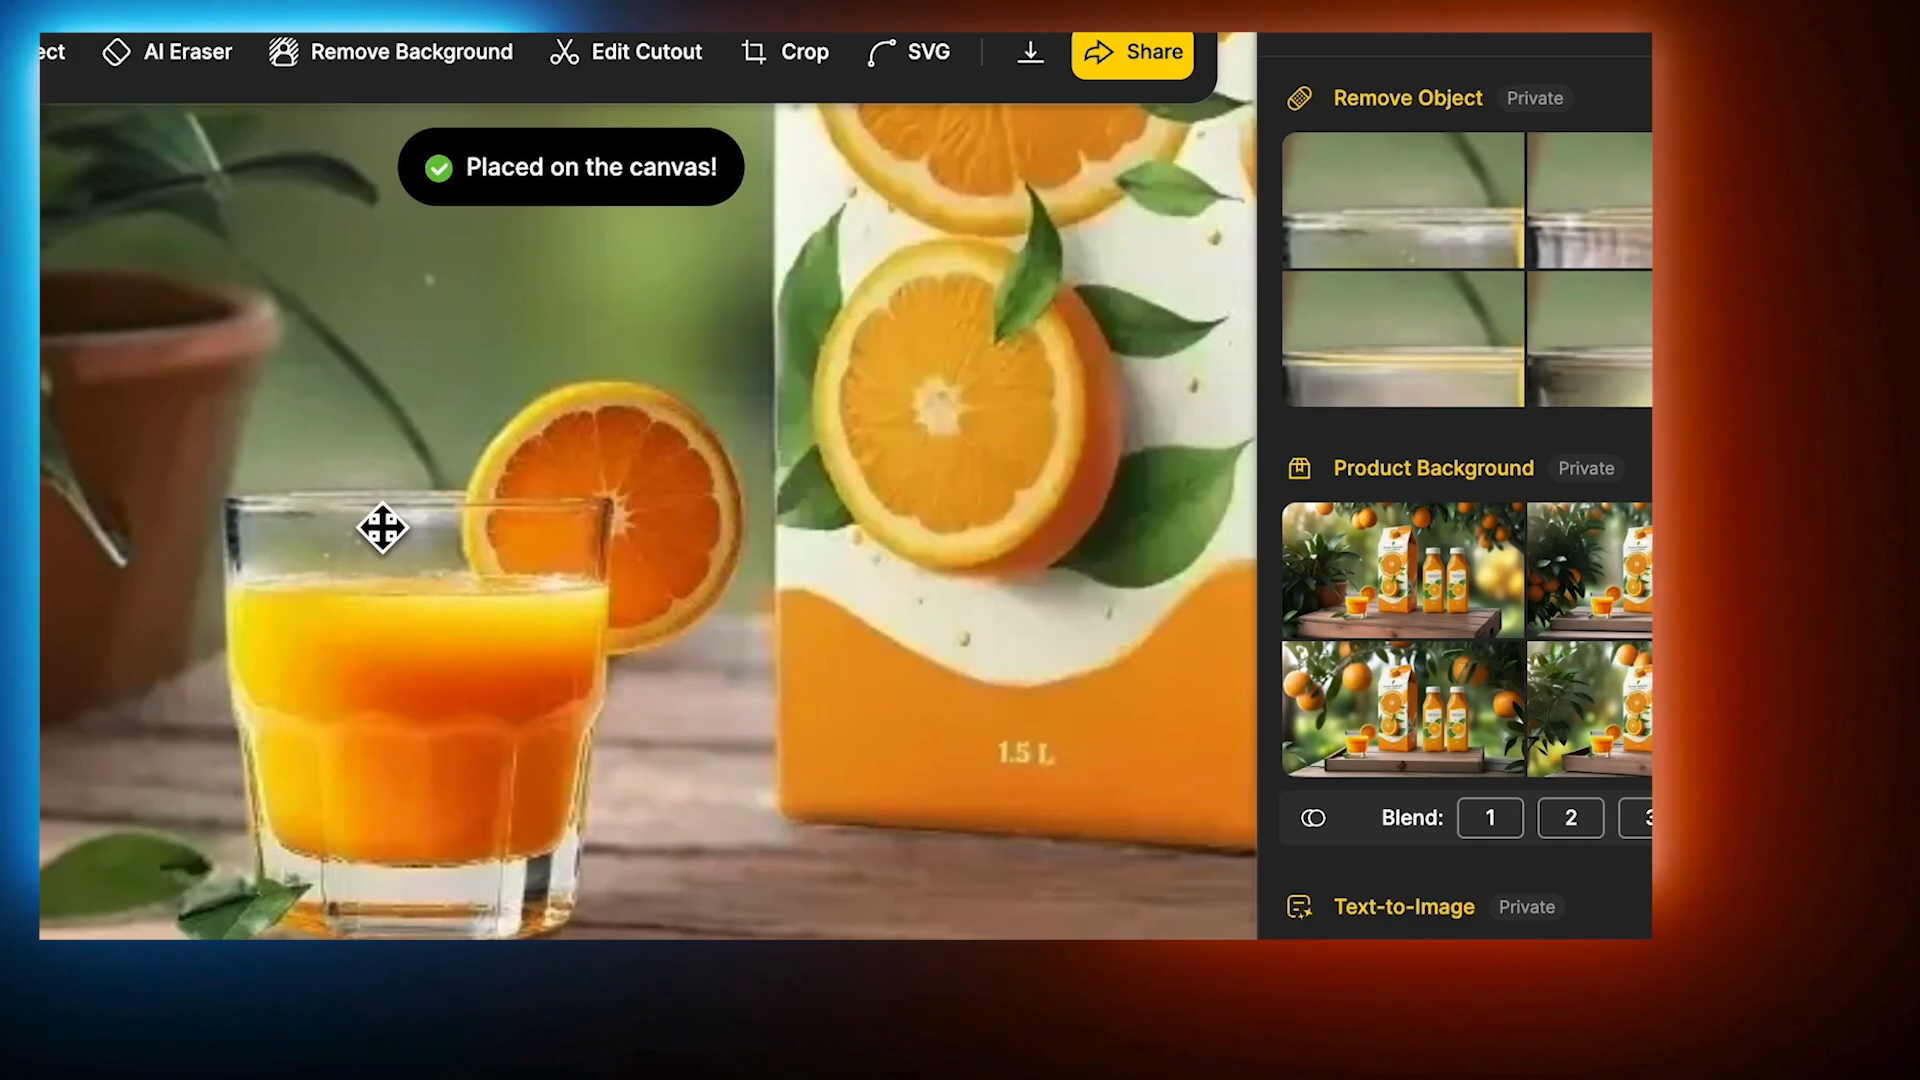 ect AI Eraser Remove Background Edit Cutout Crop SVG Share
Placed on the canvas!
1.5 L
Remove Object Private
Product Background Private
Blend: 1 2 3
Text-to-Image Private